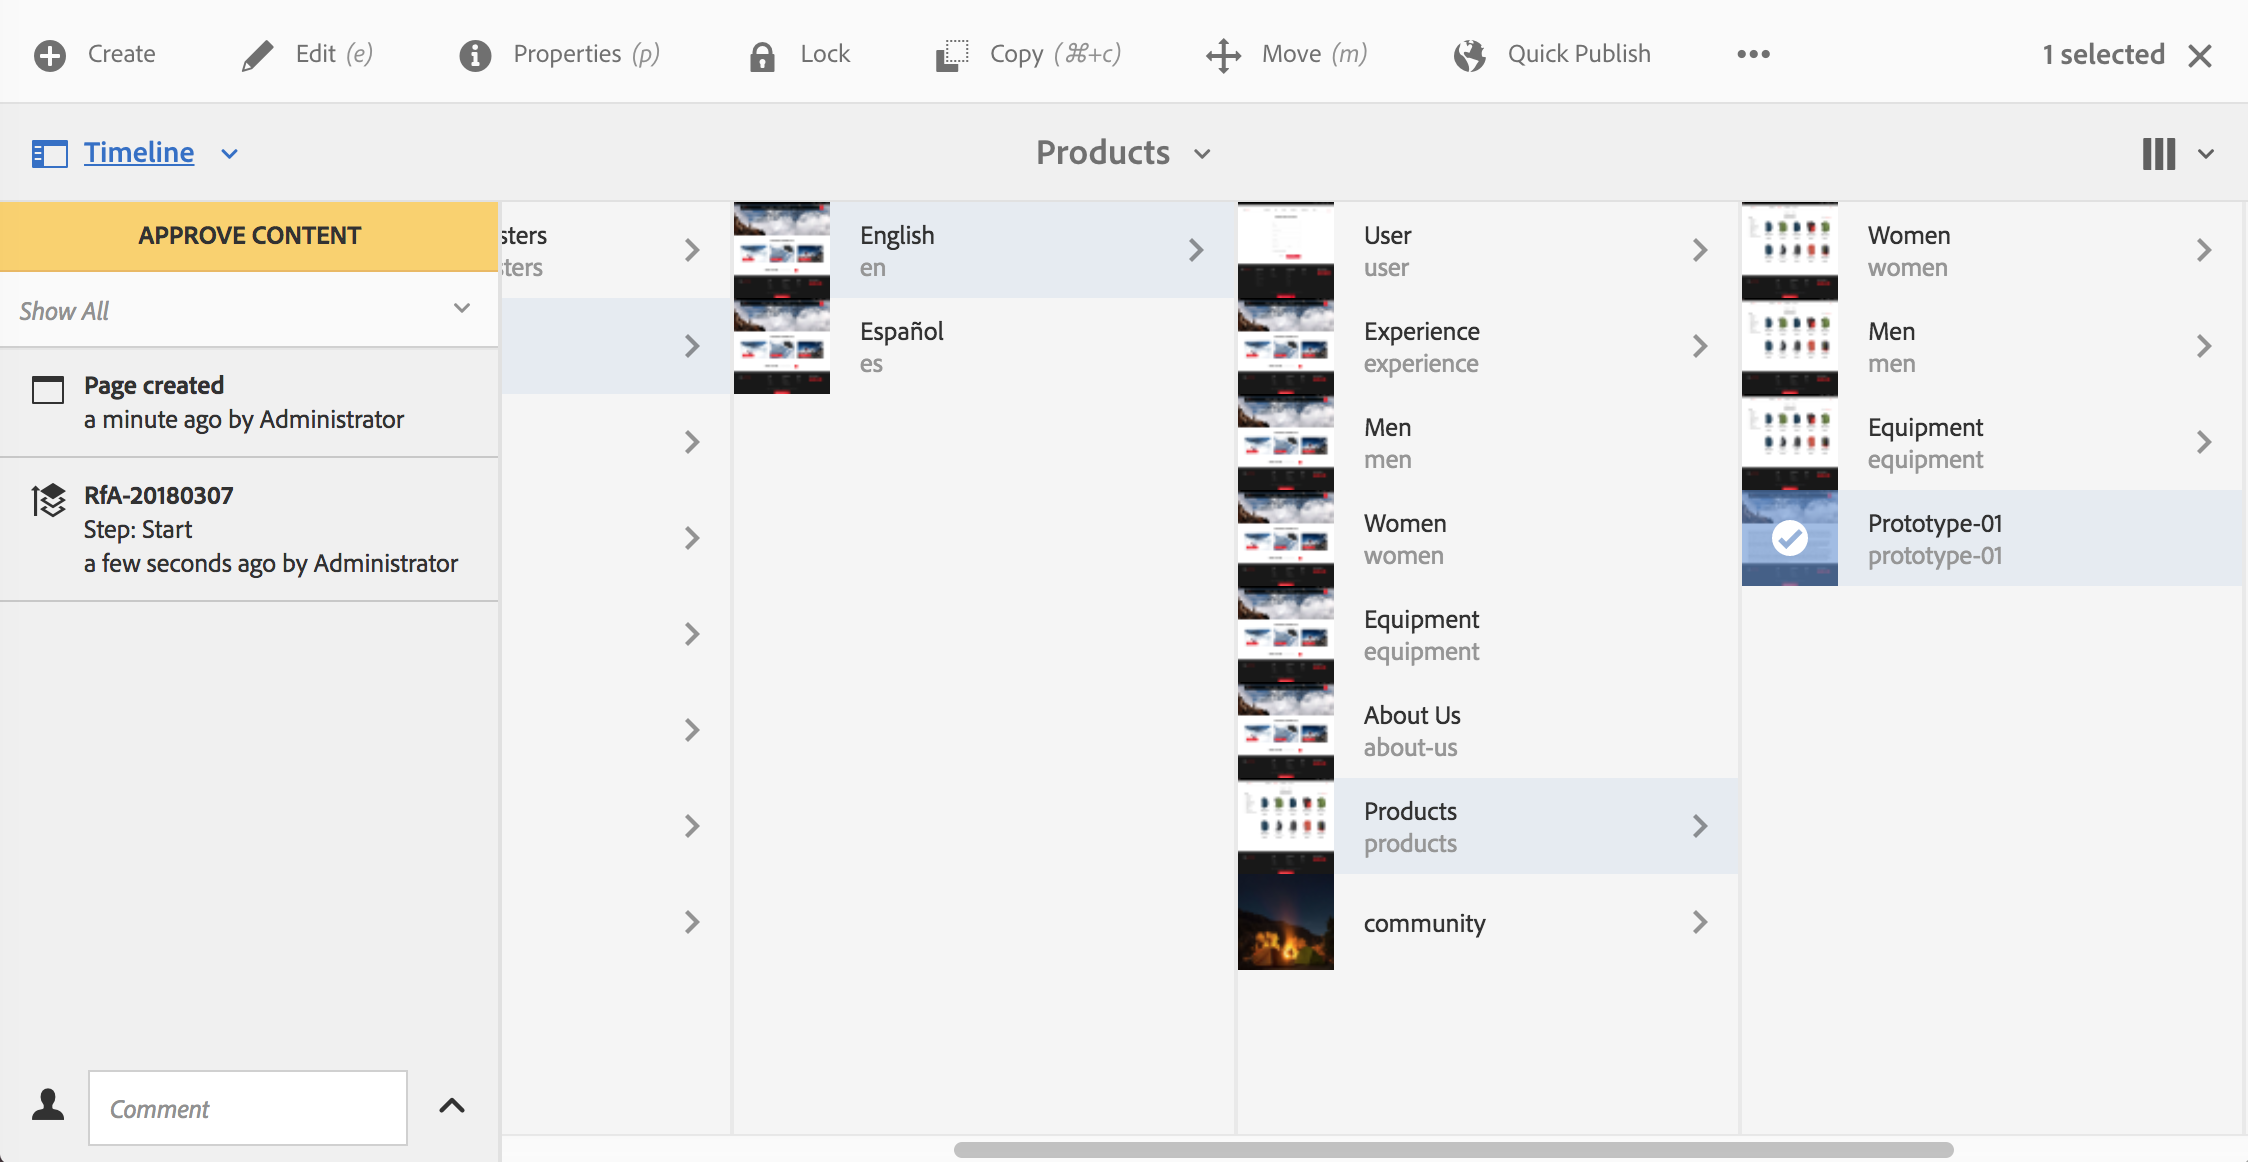 Create
Edit (e)
Properties (p)
Lock
Copy (⌘+c)
Move (m)
Quick Publish
1 selected
Timeline
Products
APPROVE CONTENT
Show All
Page created
a minute ago by Administrator
RfA-20180307
Step: Start
a few seconds ago by Administrator
Comment
sters
sters
English
en
Español
es
User
user
Experience
experience
Men
men
Women
women
Equipment
equipment
About Us
about-us
Products
products
community
Women
women
Men
men
Equipment
equipment
Prototype-01
prototype-01